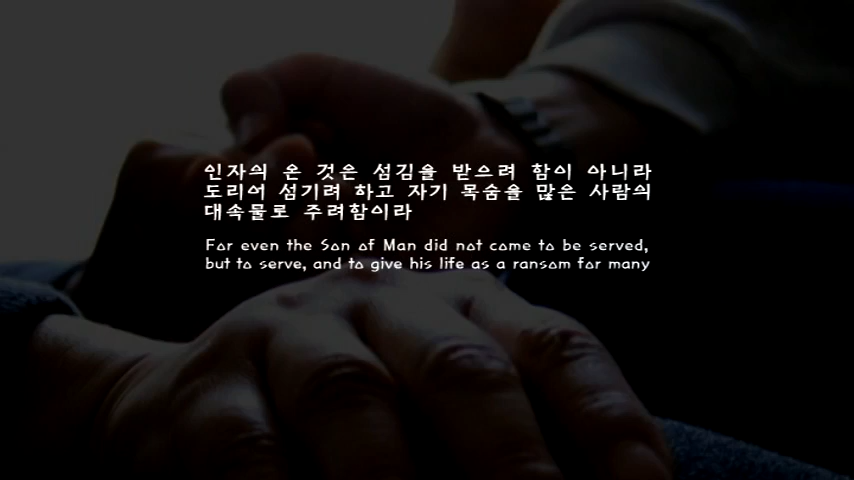 인자의 온 것은 섬김을 받으려 함이 아니라
도리어 섬기려 하고 자기 목숨을 많은 사람의
대속물로 주려함이라
For even the Son of Man did not come to be served,
but to serve, and to give his life as a ransom for many